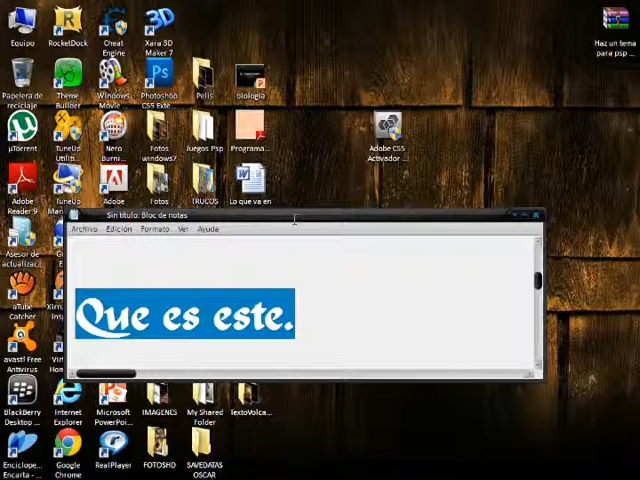 Equipo
RocketDock
Cheat
Engine
Xara 3D
Maker 7
Haz un tema
para psp ...
Papelera de
reciclaje
Theme
Builder
Windows
Movie
Photoshop
CS5 Exte...
Pelis
biologia
µTorrent
TuneUp
Utiliti...
Nero
Burni...
Fotos
windows7
Juegos Psp
Programa...
Adobe CS5
Activador ...
Adobe
Reader 9
TuneUp
Adobe
Fotos
TRUCOS
Lo que va en
Sin título: Bloc de notas
Archivo Edición Formato Ver Ayuda
Que es este.
Asesor de
actualizac...
aTube
Catcher
avast! Free
Antivirus
BlackBerry
Desktop ...
Internet
Explorer
Microsoft
PowerPoi...
IMAGENES
My Shared
Folder
TextoVolca...
Enciclope...
Encarta - ...
Google
Chrome
RealPlayer
FOTOSHD
SAVEDATAS
OSCAR